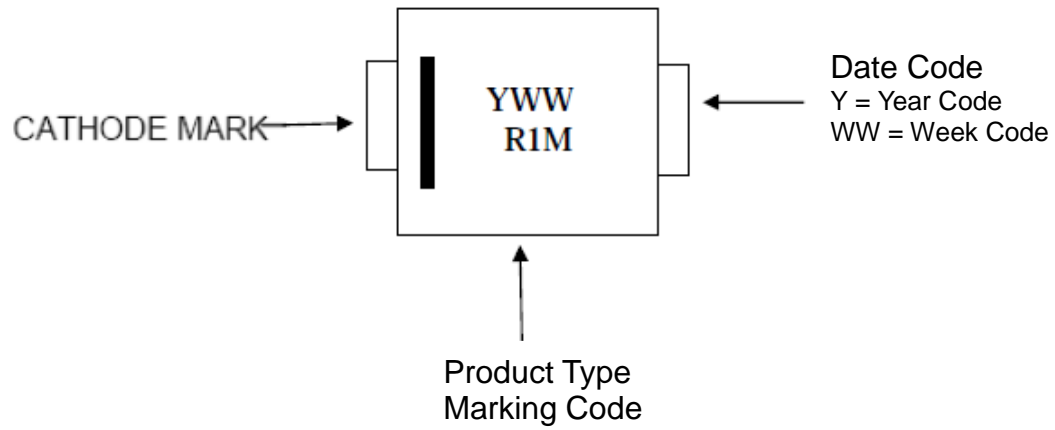 CATHODE MARK
YWW
R1M
Date Code
Y = Year Code
WW = Week Code
Product Type
Marking Code